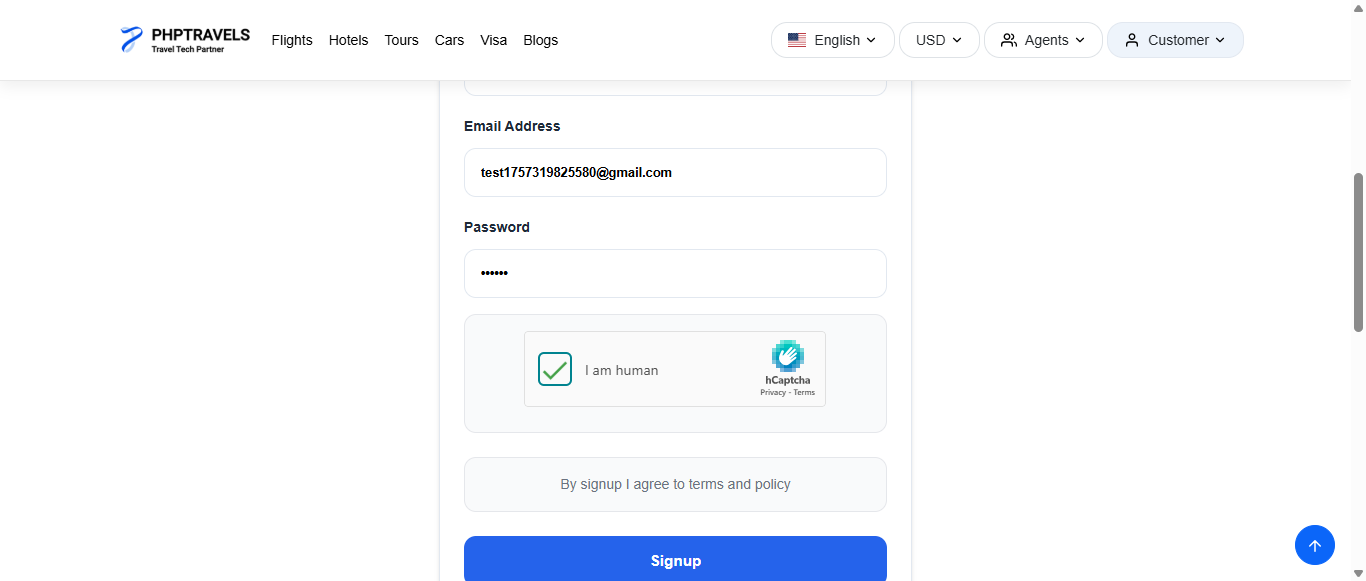 PHPTRAVELS
Travel Tech Partner
Flights Hotels Tours Cars Visa Blogs English USD Agents Customer
Email Address
test1757319825580@gmail.com
Password
••••••
I am human
hCaptcha
Privacy - Terms
By signup I agree to terms and policy
Signup